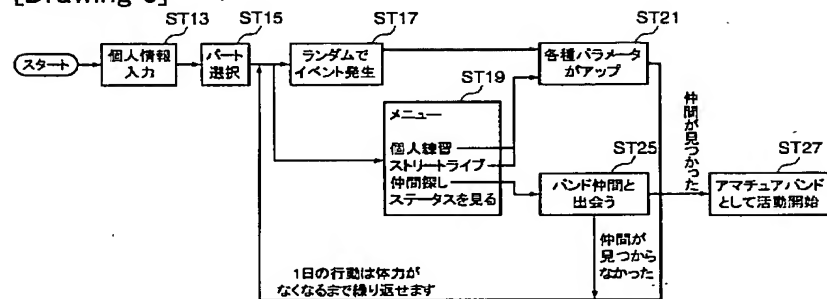 ST13
ST15
ST17
ST21
スタート
個人情報
入力
パート
選択
ランダムで
イベント発生
各種パラメータ
がアップ
ST19
メニュー
個人練習
ストリートライブ
仲間探し
ステータスを見る
ST25
バンド仲間と
出会う
仲間が見つかった
ST27
アマチュアバンド
として活動開始
仲間が
見つから
なかった
1日の行動は体力が
なくなるまで繰り返せます